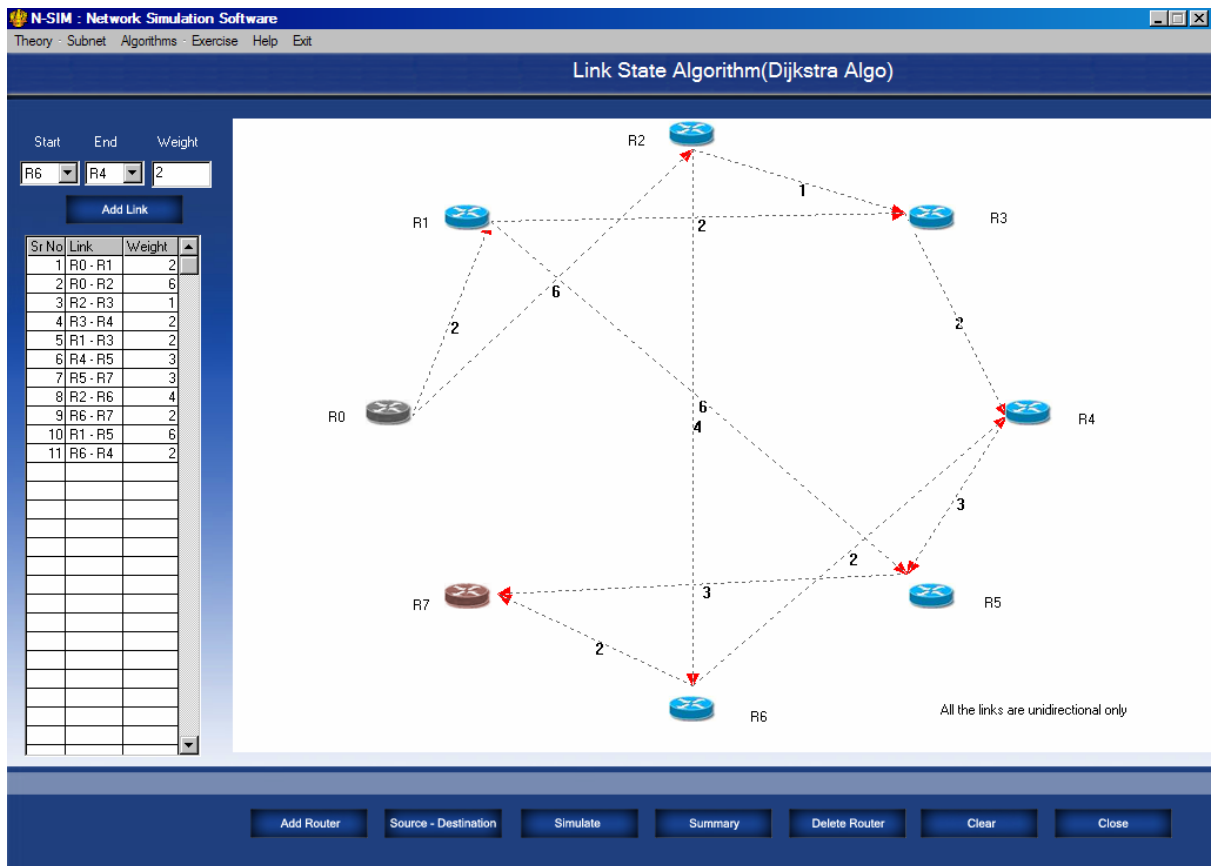 N-SIM : Network Simulation Software
Theory - Subnet Algorithms - Exercise Help Exit
Link State Algorithm(Dijkstra Algo)
Start End Weight
R6 R4 2
Add Link
Sr No Link Weight
1 R0 - R1 2
2 R0 - R2 6
3 R2 - R3 1
4 R3 - R4 2
5 R1 - R3 2
6 R4 - R5 3
7 R5 - R7 3
8 R2 - R6 4
9 R6 - R7 2
10 R1 - R5 6
11 R6 - R4 2
R2
1
R1
R3
2
6
2
2
R0
6
4
R4
3
2
R7
3
R5
2
R6
All the links are unidirectional only
Add Router Source - Destination Simulate Summary Delete Router Clear Close